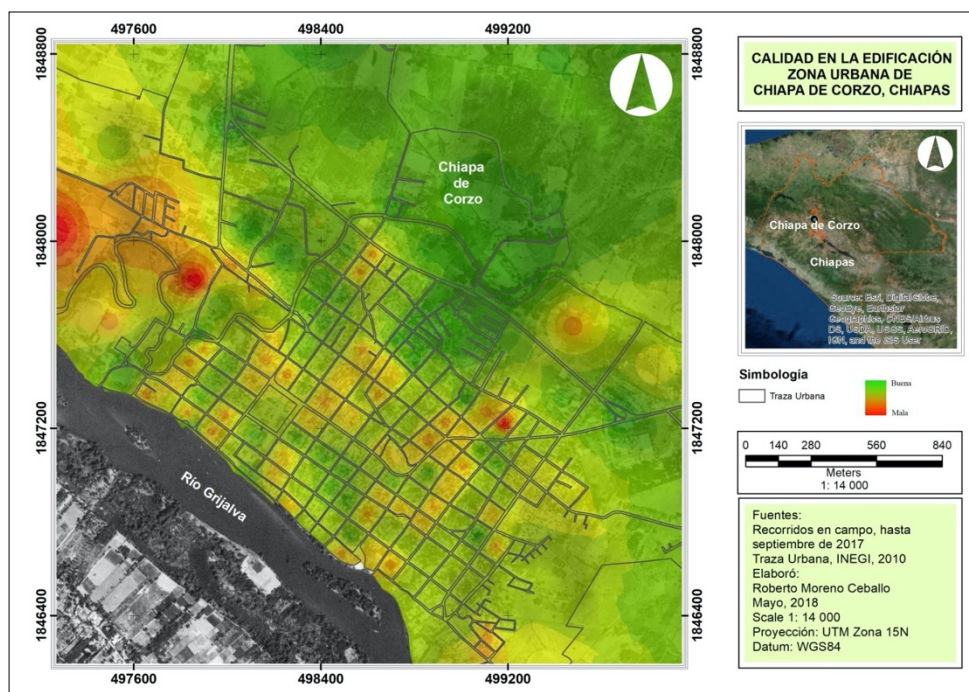 497600
498400
499200
1848800
1848000
1847200
1846400
Chiapa
de
Corzo
Río Grijalva
1848800
1848000
1847200
1846400
497600
498400
499200
CALIDAD EN LA EDIFICACIÓN
ZONA URBANA DE
CHIAPA DE CORZO, CHIAPAS
Chiapa de Corzo
Chiapas
Source: Esri, DigitalGlobe,
GeoEye, Earthstar
Geographics, CNES/Airbus
DS, USDA, USGS, AeroGRID,
IGN, and the GIS User
Simbología
Traza Urbana
Buena
Mala
0 140 280 560 840
Meters
1: 14 000
Fuentes:
Recorridos en campo, hasta
septiembre de 2017
Traza Urbana, INEGI, 2010
Elaboró:
Roberto Moreno Ceballo
Mayo, 2018
Scale 1: 14 000
Proyección: UTM Zona 15N
Datum: WGS84